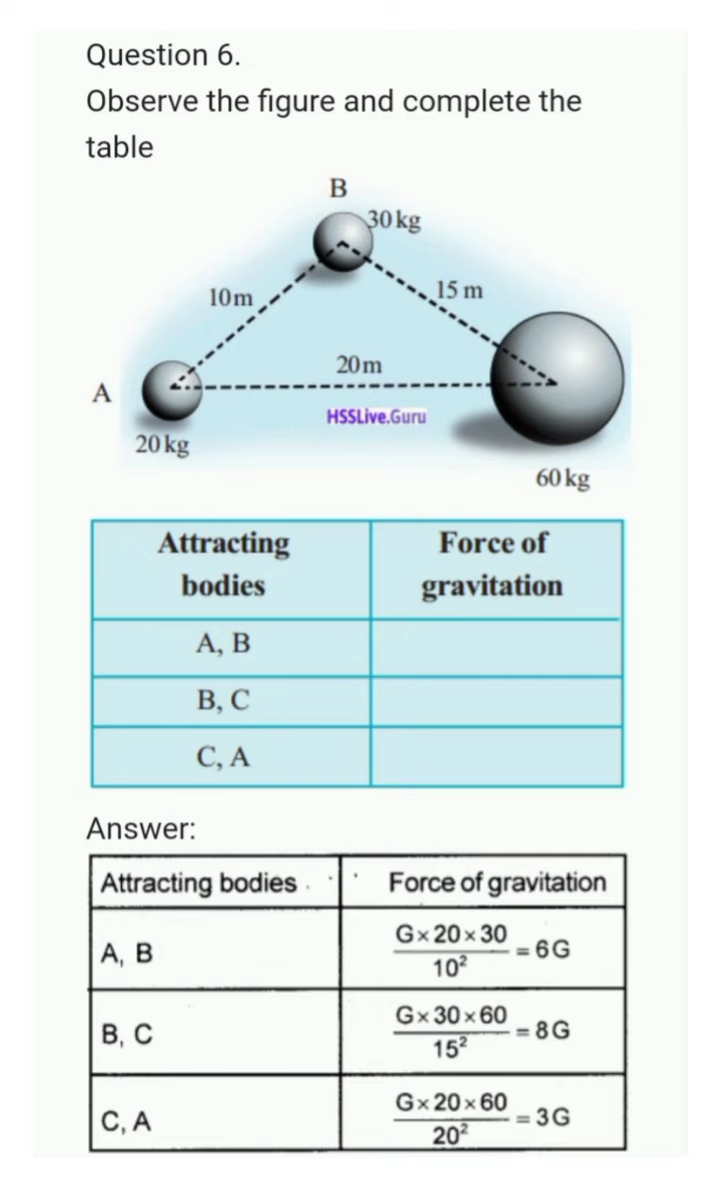 Question 6.
Observe the figure and complete the
table
B
30 kg
10m
15 m
20m
A
HSSLive.Guru
20 kg
60 kg
Attracting bodies | Force of gravitation
A, B
B, C
C, A
Answer:
Attracting bodies | Force of gravitation
A, B | G×20×30 / 10² = 6G
B, C | G×30×60 / 15² = 8G
C, A | G×20×60 / 20² = 3G